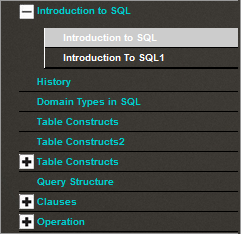 Introduction to SQL
Introduction to SQL
Introduction To SQL1
History
Domain Types in SQL
Table Constructs
Table Constructs2
Table Constructs
Query Structure
Clauses
Operation